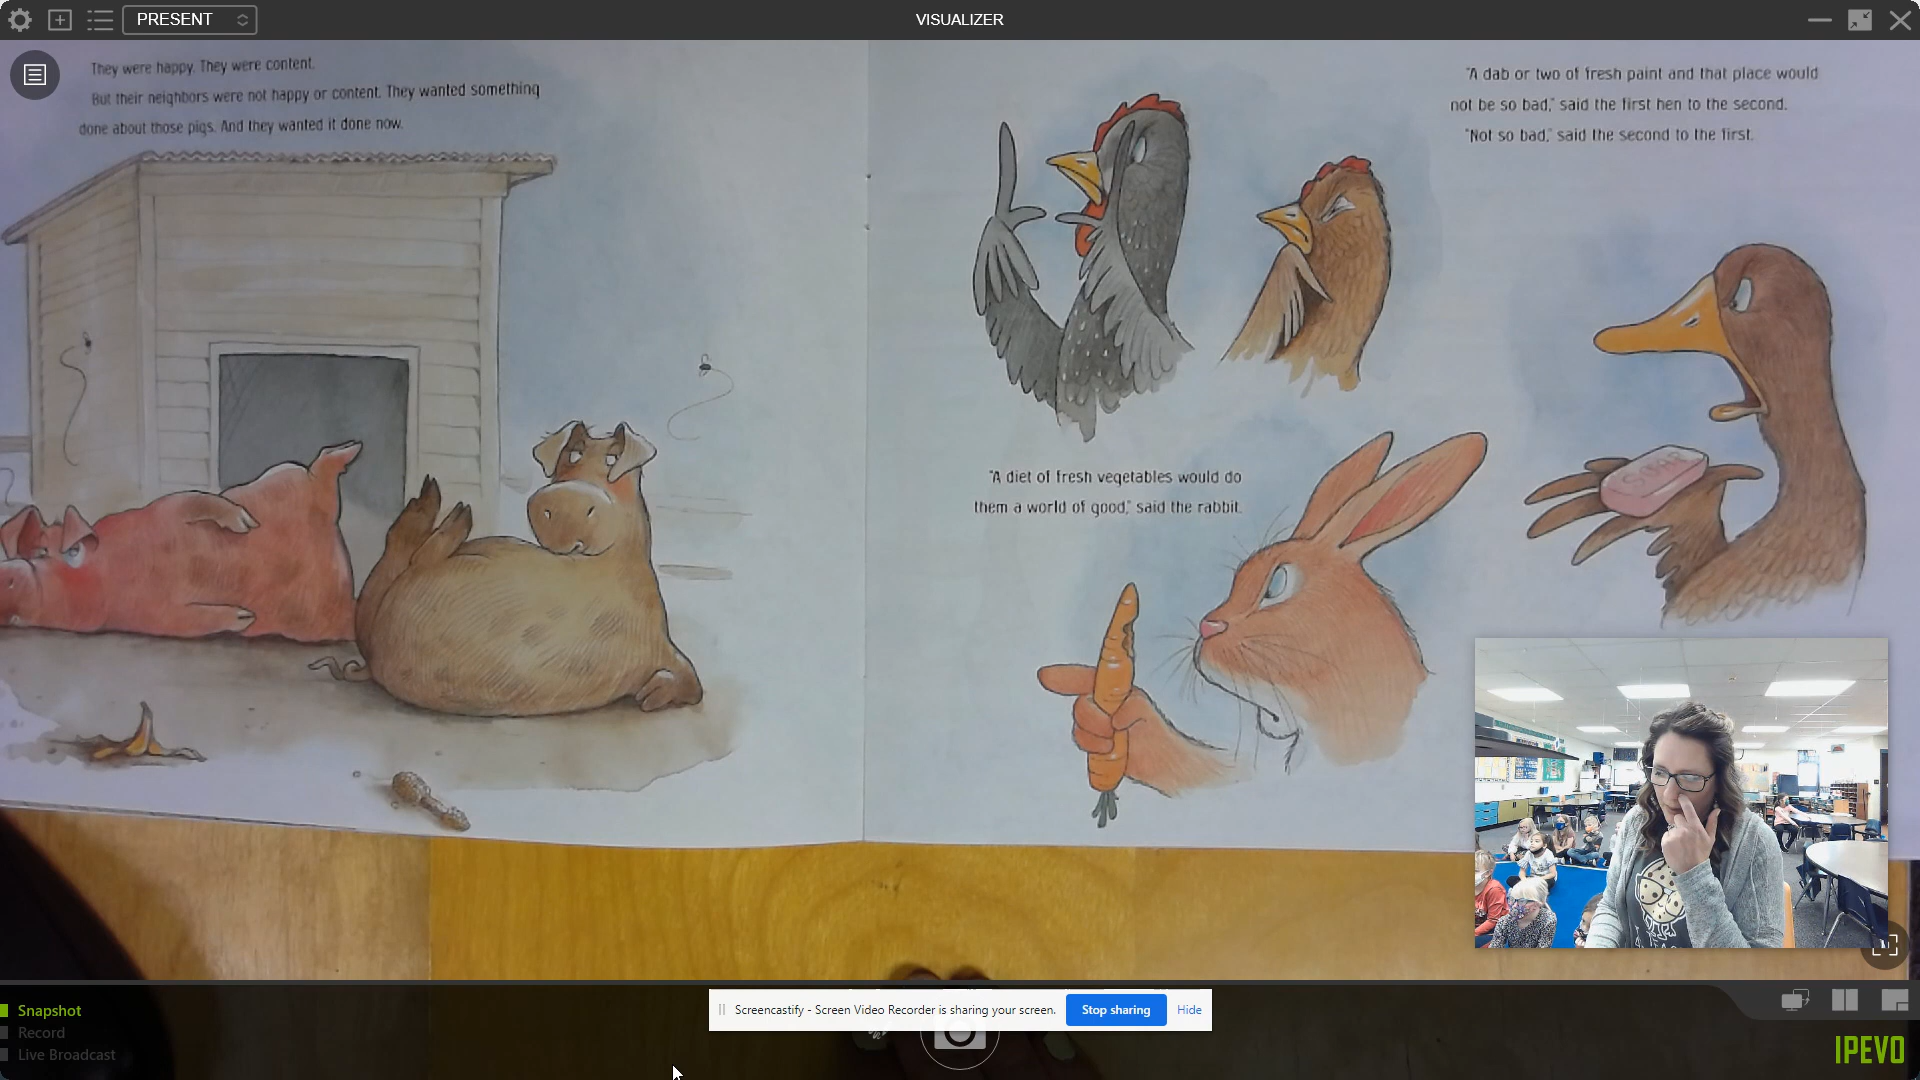 PRESENT
VISUALIZER
They were happy. They were content.
But their neighbors were not happy or content. They wanted something
done about those pigs. And they wanted it done now.
"A dab or two of fresh paint and that place would
not be so bad," said the first hen to the second.
"Not so bad," said the second to the first.
"A diet of fresh vegetables would do
them a world of good," said the rabbit.
SOAP
Snapshot
Record
Live Broadcast
Screencastify - Screen Video Recorder is sharing your screen.
Stop sharing
Hide
IPEVO